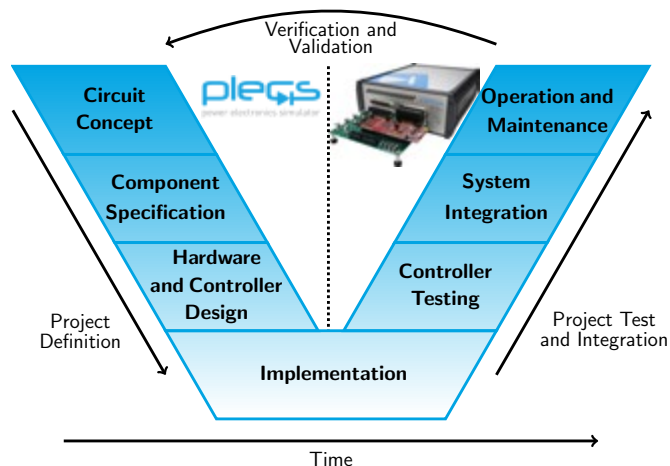 Verification and
Validation
Circuit
Concept
plecs
power electronics simulator
Operation and
Maintenance
Component
Specification
System
Integration
Hardware
and Controller
Design
Controller
Testing
Project
Definition
Project Test
and Integration
Implementation
Time